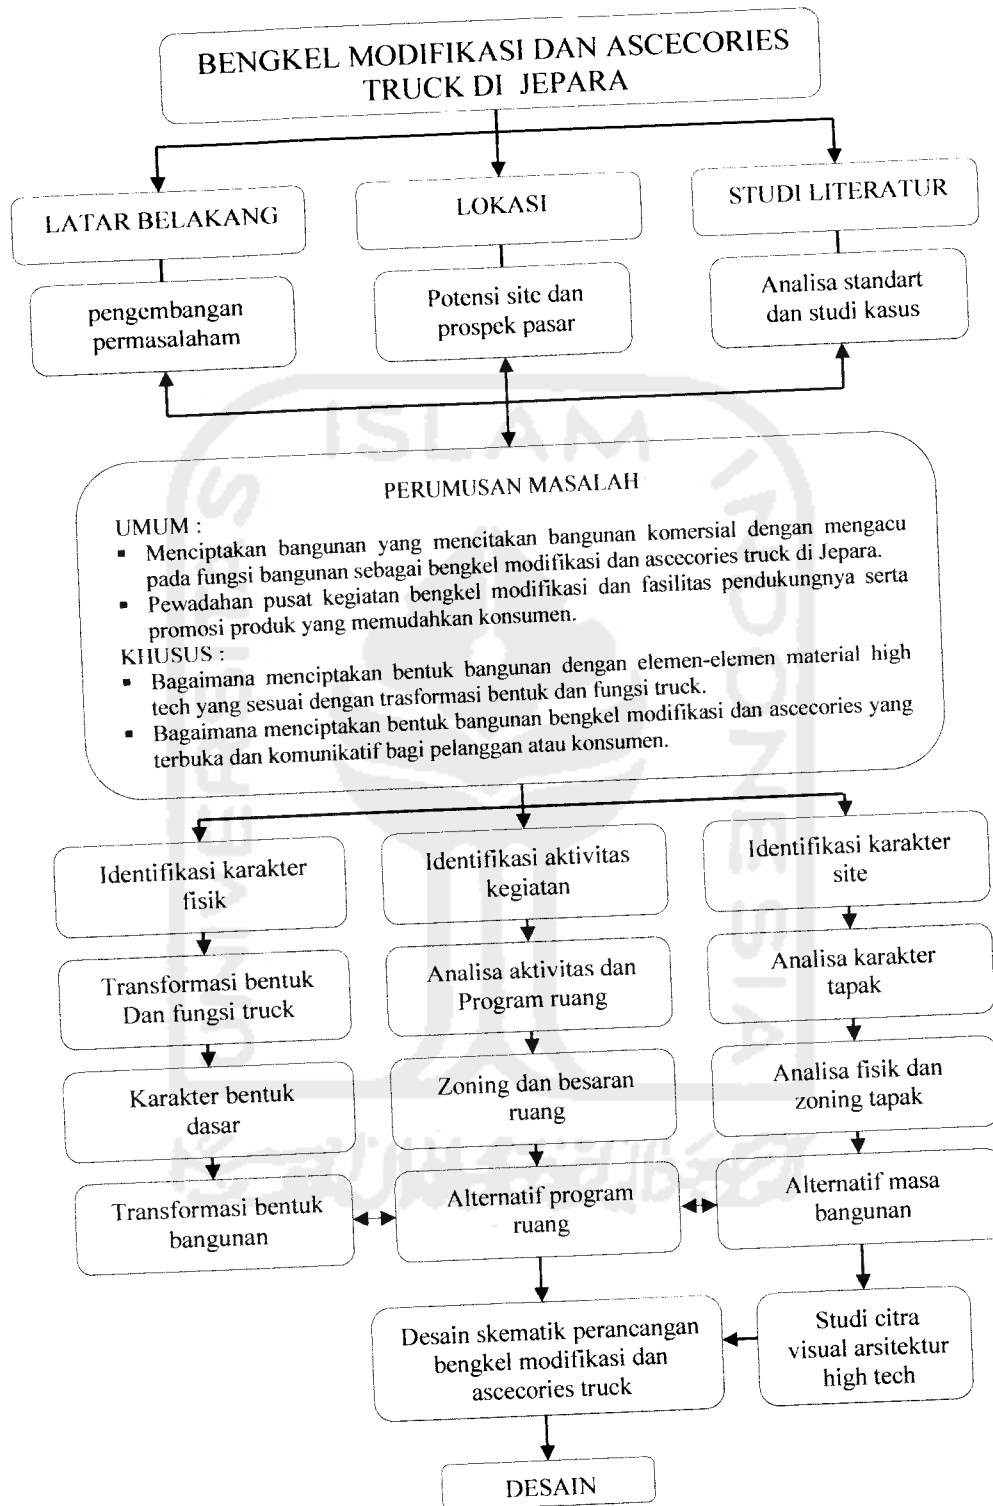 BENGKEL MODIFIKASI DAN ASCECORIES
TRUCK DI JEPARA
LATAR BELAKANG
LOKASI
STUDI LITERATUR
pengembangan
permasalaham
Potensi site dan
prospek pasar
Analisa standart
dan studi kasus
PERUMUSAN MASALAH
UMUM :
▪ Menciptakan bangunan yang mencitakan bangunan komersial dengan mengacu
pada fungsi bangunan sebagai bengkel modifikasi dan ascecories truck di Jepara.
▪ Pewadahan pusat kegiatan bengkel modifikasi dan fasilitas pendukungnya serta
promosi produk yang memudahkan konsumen.
KHUSUS :
▪ Bagaimana menciptakan bentuk bangunan dengan elemen-elemen material high
tech yang sesuai dengan trasformasi bentuk dan fungsi truck.
▪ Bagaimana menciptakan bentuk bangunan bengkel modifikasi dan ascecories yang
terbuka dan komunikatif bagi pelanggan atau konsumen.
Identifikasi karakter
fisik
Identifikasi aktivitas
kegiatan
Identifikasi karakter
site
Transformasi bentuk
Dan fungsi truck
Analisa aktivitas dan
Program ruang
Analisa karakter
tapak
Karakter bentuk
dasar
Zoning dan besaran
ruang
Analisa fisik dan
zoning tapak
Transformasi bentuk
bangunan
Alternatif program
ruang
Alternatif masa
bangunan
Desain skematik perancangan
bengkel modifikasi dan
ascecories truck
Studi citra
visual arsitektur
high tech
DESAIN
UNIVERSITAS
ISLAM
INDONESIA